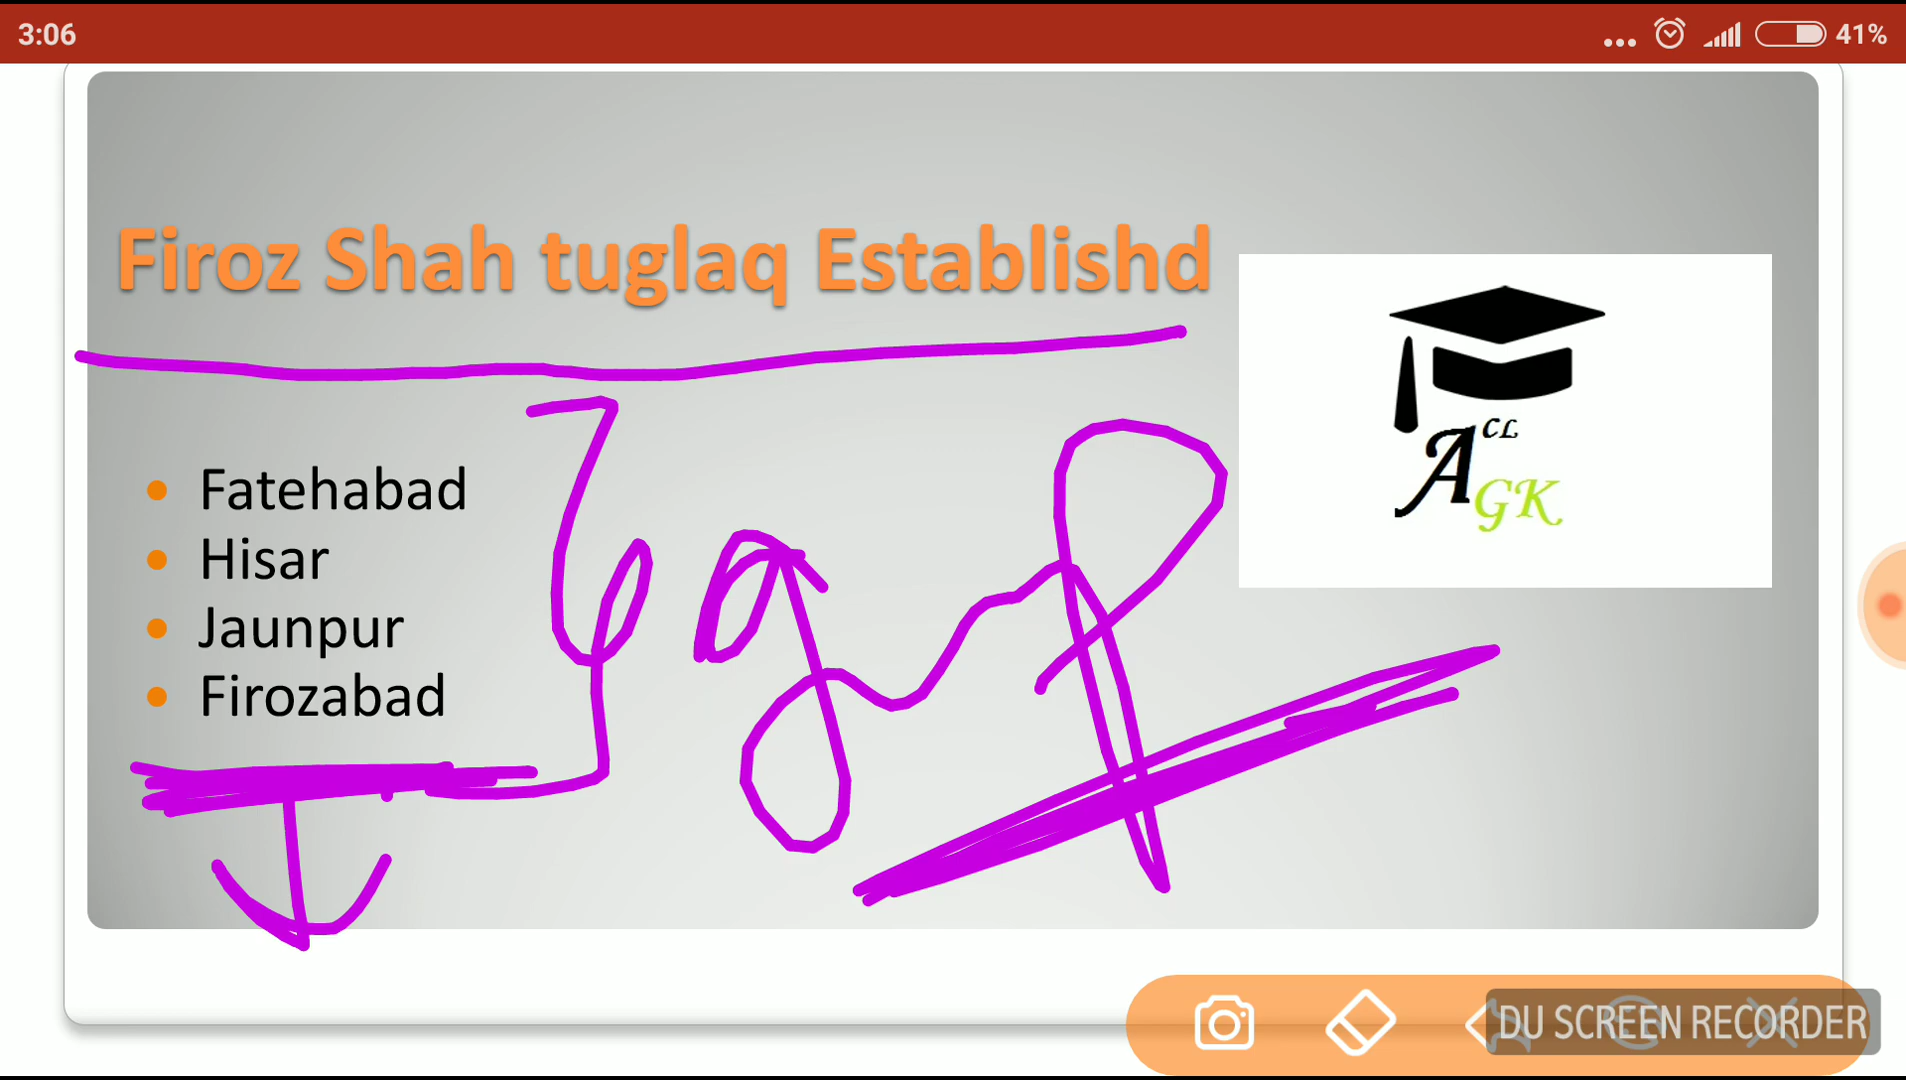 3:06
41%
Firoz Shah tuglaq Establishd
Fatehabad
Hisar
Jaunpur
Firozabad
A CL
GK
DU SCREEN RECORDER